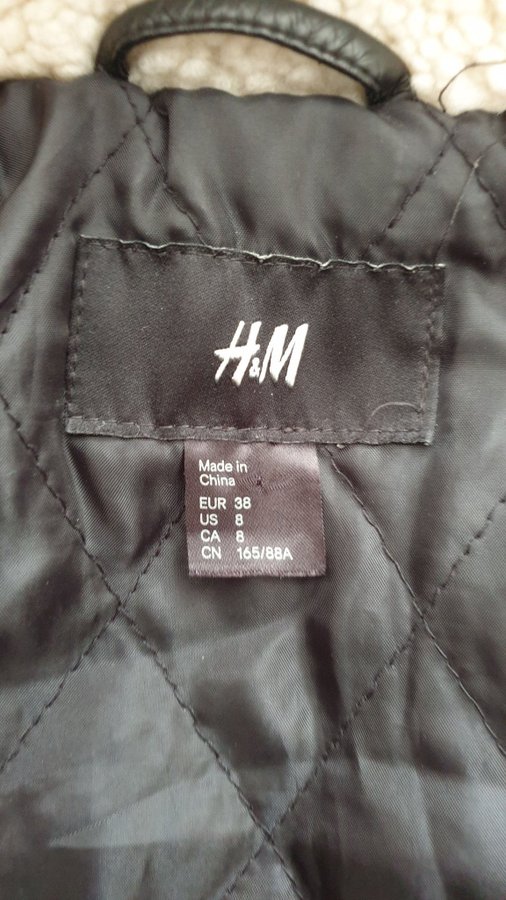 H&M
Made in
China
EUR 38
US 8
CA 8
CN 165/88A